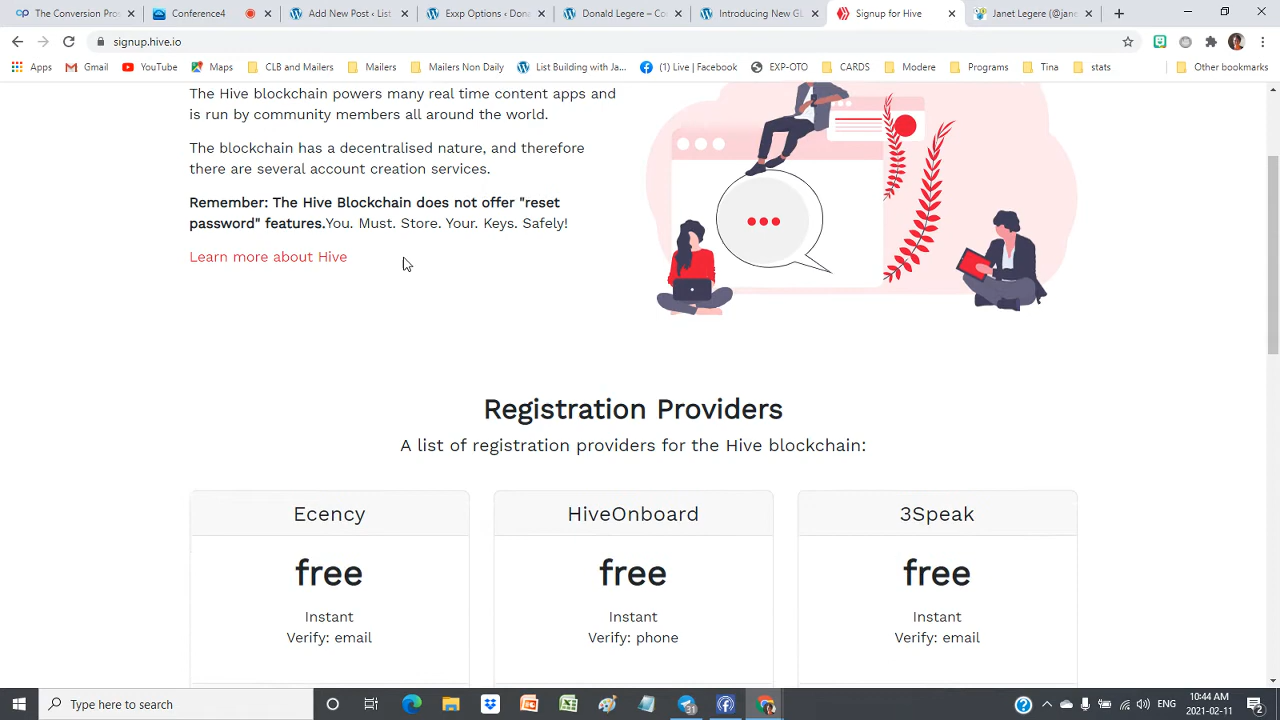 The Conversion Pro
Conference4
Add New Post ‹ List
Exxp Options ‹ Done
Donald Legere – Co
Introducing New GL
Signup for Hive
Janet Legere (@jane
signup.hive.io
Apps
Gmail
YouTube
Maps
CLB and Mailers
Mailers
Mailers Non Daily
List Building with Ja...
(1) Live | Facebook
EXP-OTO
CARDS
Modere
Programs
Tina
stats
Other bookmarks
The Hive blockchain powers many real time content apps and
is run by community members all around the world.
The blockchain has a decentralised nature, and therefore
there are several account creation services.
Remember: The Hive Blockchain does not offer "reset
password" features.You. Must. Store. Your. Keys. Safely!
Learn more about Hive
Registration Providers
A list of registration providers for the Hive blockchain:
Ecency
free
Instant
Verify: email
HiveOnboard
free
Instant
Verify: phone
3Speak
free
Instant
Verify: email
Type here to search
31
ENG
10:44 AM
2021-02-11
2